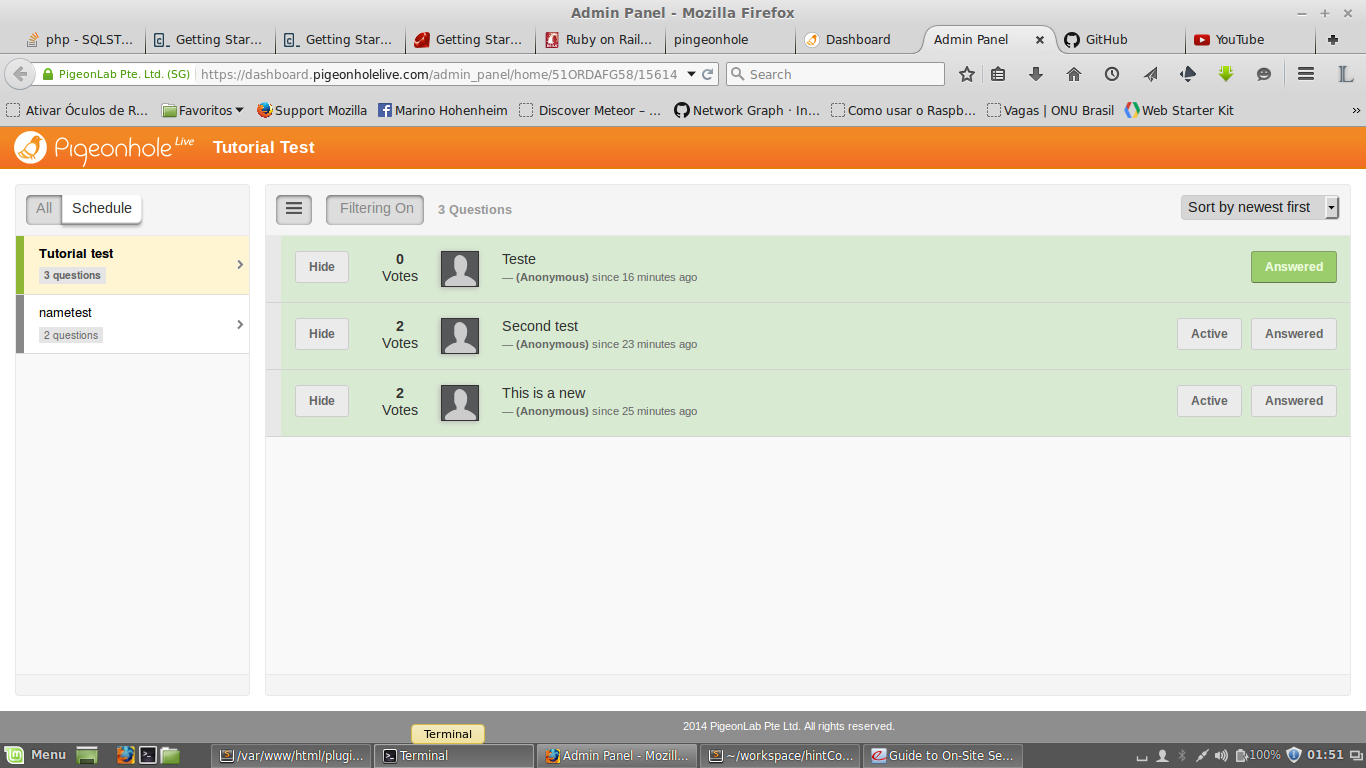 Admin Panel - Mozilla Firefox
php - SQLST... Getting Star... Getting Star... Getting Star... Ruby on Rail... pingeonhole Dashboard Admin Panel GitHub YouTube
PigeonLab Pte. Ltd. (SG) https://dashboard.pigeonholelive.com/admin_panel/home/51ORDAFG58/15614 Search
Ativar Óculos de R... Favoritos Support Mozilla Marino Hohenheim Discover Meteor – ... Network Graph · In... Como usar o Raspb... Vagas | ONU Brasil Web Starter Kit »
Pigeonhole Live Tutorial Test
All Schedule
Tutorial test
3 questions
nametest
2 questions
Filtering On 3 Questions Sort by newest first
Hide 0 Votes Teste Answered
— (Anonymous) since 16 minutes ago
Hide 2 Votes Second test Active Answered
— (Anonymous) since 23 minutes ago
Hide 2 Votes This is a new Active Answered
— (Anonymous) since 25 minutes ago
2014 PigeonLab Pte Ltd. All rights reserved.
Terminal
Menu /var/www/html/plugi... Terminal Admin Panel - Mozill... ~/workspace/hintCo... Guide to On-Site Se... 100% 01:51